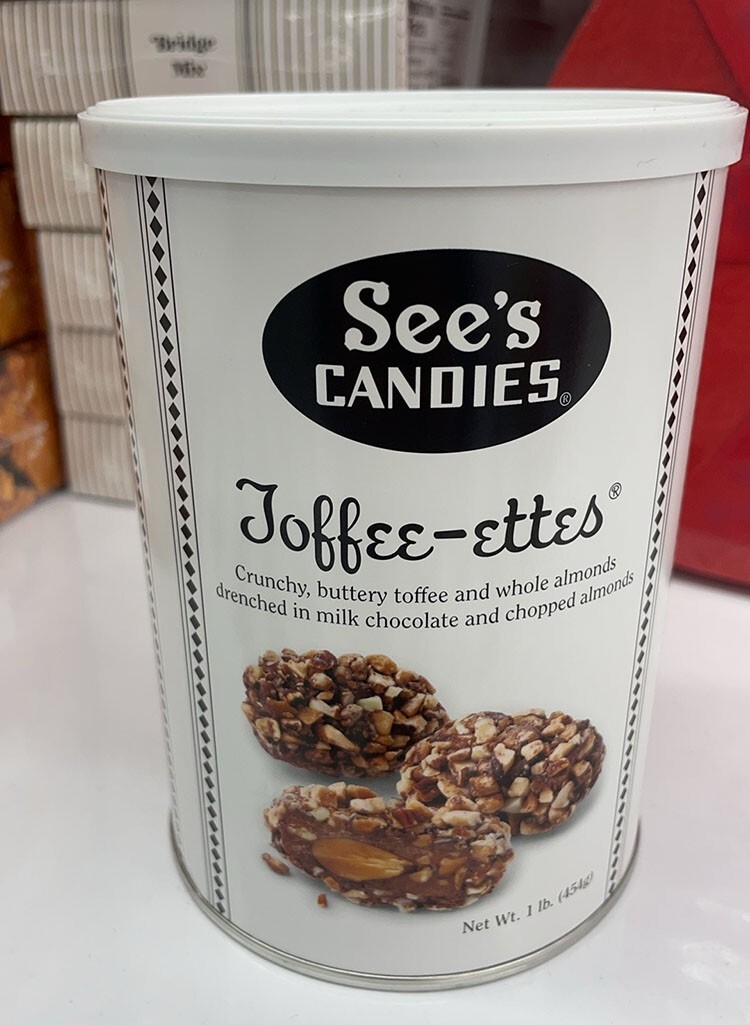 "Bridge
Mix
See's
CANDIES®
Toffee-ettes®
Crunchy, buttery toffee and whole almonds
drenched in milk chocolate and chopped almonds
Net Wt. 1 lb. (454g)